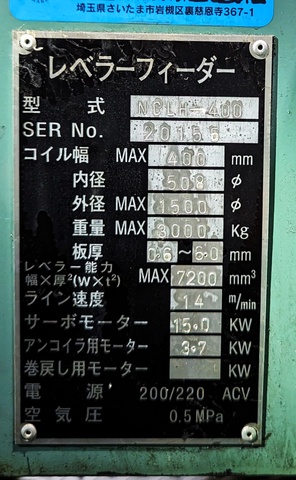 埼玉県さいたま市岩槻区裏慈恩寺367-1
レベラーフィーダー
型 式 NCLH-400
SER No. 20155
コイル幅 MAX 400 mm
内径 508 φ
外径 MAX 1500 φ
重量 MAX 3000 Kg
板厚 0.6~6.0 mm
レベラー能力
幅×厚²(W×t²) MAX 7200 mm³
ライン速度 14 m/min
サーボモーター 15.0 KW
アンコイラ用モーター 3.7 KW
巻戻し用モーター KW
電 源 200/220 ACV
空気圧 0.5MPa